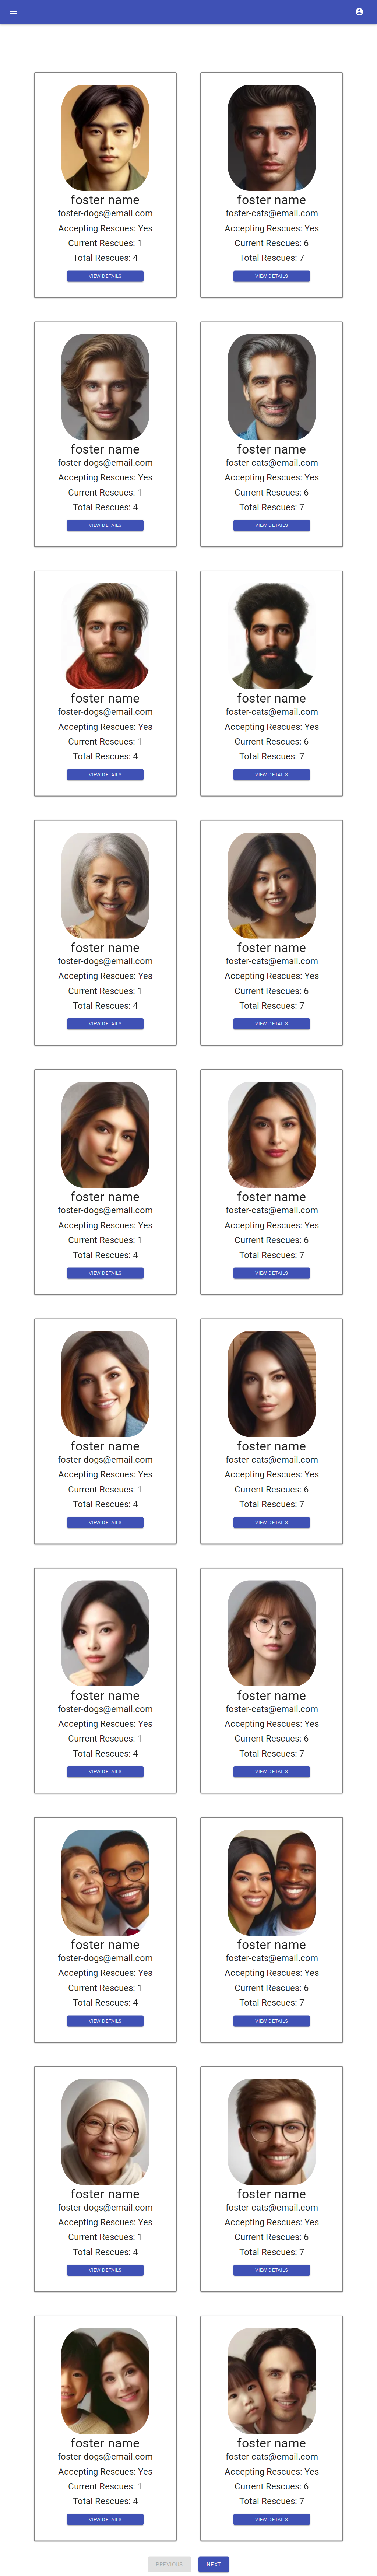 foster name
foster-dogs@email.com
Accepting Rescues: Yes
Current Rescues: 1
Total Rescues: 4
VIEW DETAILS
foster name
foster-cats@email.com
Accepting Rescues: Yes
Current Rescues: 6
Total Rescues: 7
VIEW DETAILS
foster name
foster-dogs@email.com
Accepting Rescues: Yes
Current Rescues: 1
Total Rescues: 4
VIEW DETAILS
foster name
foster-cats@email.com
Accepting Rescues: Yes
Current Rescues: 6
Total Rescues: 7
VIEW DETAILS
foster name
foster-dogs@email.com
Accepting Rescues: Yes
Current Rescues: 1
Total Rescues: 4
VIEW DETAILS
foster name
foster-cats@email.com
Accepting Rescues: Yes
Current Rescues: 6
Total Rescues: 7
VIEW DETAILS
foster name
foster-dogs@email.com
Accepting Rescues: Yes
Current Rescues: 1
Total Rescues: 4
VIEW DETAILS
foster name
foster-cats@email.com
Accepting Rescues: Yes
Current Rescues: 6
Total Rescues: 7
VIEW DETAILS
foster name
foster-dogs@email.com
Accepting Rescues: Yes
Current Rescues: 1
Total Rescues: 4
VIEW DETAILS
foster name
foster-cats@email.com
Accepting Rescues: Yes
Current Rescues: 6
Total Rescues: 7
VIEW DETAILS
foster name
foster-dogs@email.com
Accepting Rescues: Yes
Current Rescues: 1
Total Rescues: 4
VIEW DETAILS
foster name
foster-cats@email.com
Accepting Rescues: Yes
Current Rescues: 6
Total Rescues: 7
VIEW DETAILS
foster name
foster-dogs@email.com
Accepting Rescues: Yes
Current Rescues: 1
Total Rescues: 4
VIEW DETAILS
foster name
foster-cats@email.com
Accepting Rescues: Yes
Current Rescues: 6
Total Rescues: 7
VIEW DETAILS
foster name
foster-dogs@email.com
Accepting Rescues: Yes
Current Rescues: 1
Total Rescues: 4
VIEW DETAILS
foster name
foster-cats@email.com
Accepting Rescues: Yes
Current Rescues: 6
Total Rescues: 7
VIEW DETAILS
foster name
foster-dogs@email.com
Accepting Rescues: Yes
Current Rescues: 1
Total Rescues: 4
VIEW DETAILS
foster name
foster-cats@email.com
Accepting Rescues: Yes
Current Rescues: 6
Total Rescues: 7
VIEW DETAILS
foster name
foster-dogs@email.com
Accepting Rescues: Yes
Current Rescues: 1
Total Rescues: 4
VIEW DETAILS
foster name
foster-cats@email.com
Accepting Rescues: Yes
Current Rescues: 6
Total Rescues: 7
VIEW DETAILS
PREVIOUS NEXT